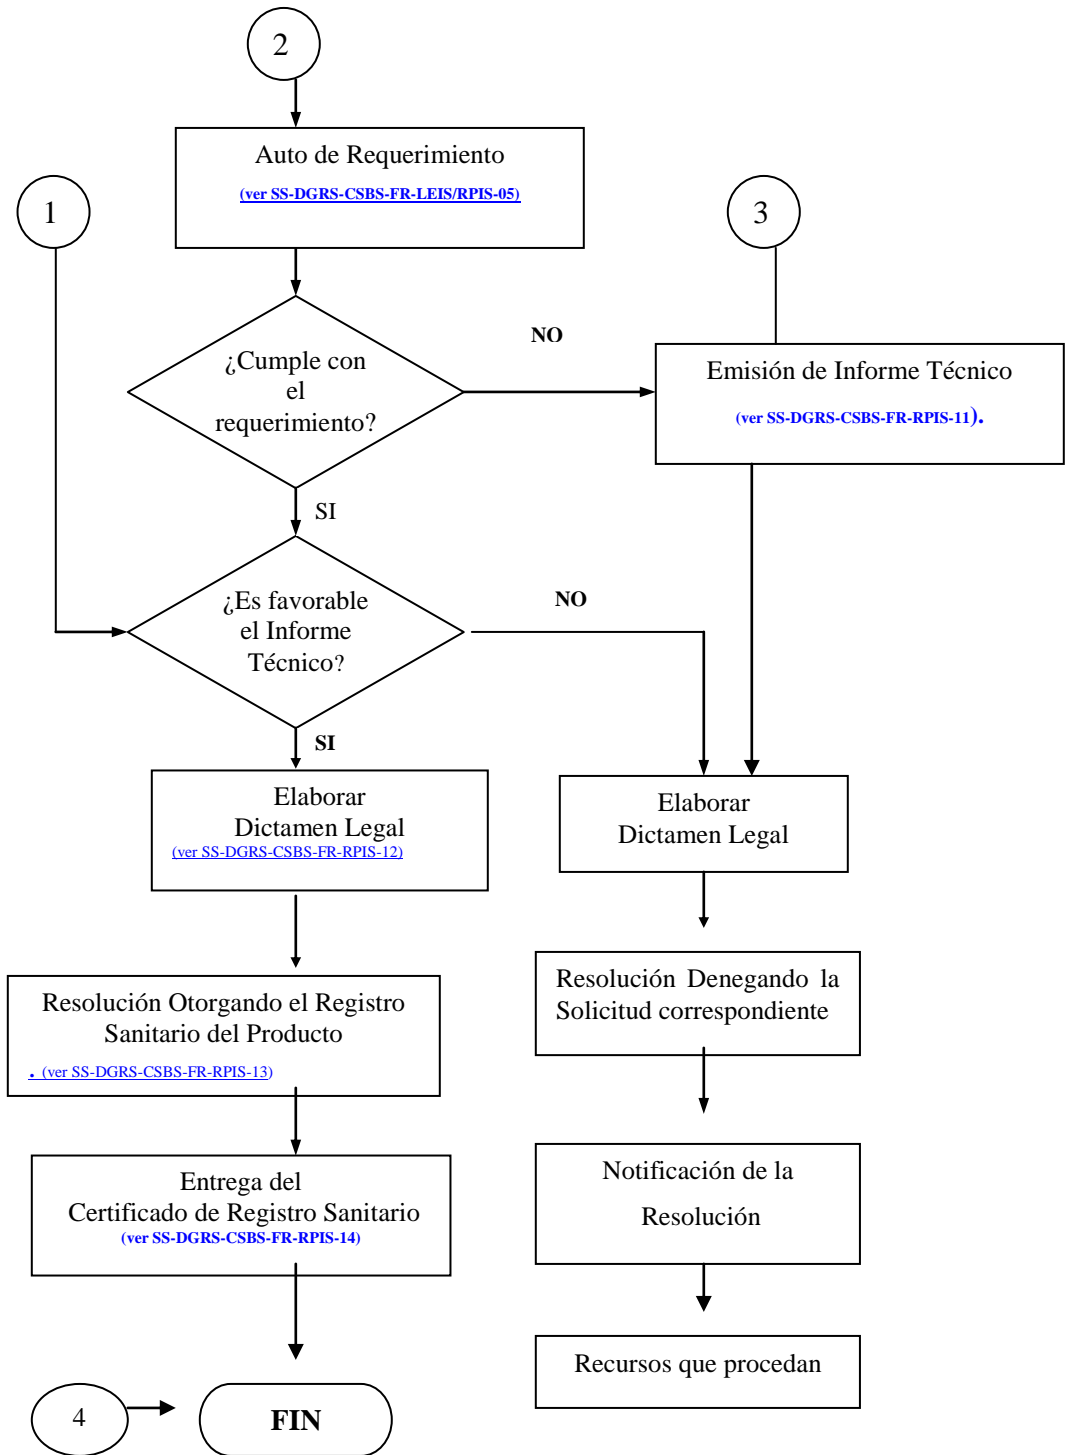 2
Auto de Requerimiento
(ver SS-DGRS-CSBS-FR-LEIS/RPIS-05)
1
3
¿Cumple con
el
requerimiento?
NO
Emisión de Informe Técnico
(ver SS-DGRS-CSBS-FR-RPIS-11).
SI
¿Es favorable
el Informe
Técnico?
NO
SI
Elaborar
Dictamen Legal
(ver SS-DGRS-CSBS-FR-RPIS-12)
Elaborar
Dictamen Legal
Resolución Otorgando el Registro
Sanitario del Producto
. (ver SS-DGRS-CSBS-FR-RPIS-13)
Resolución Denegando la
Solicitud correspondiente
Entrega del
Certificado de Registro Sanitario
(ver SS-DGRS-CSBS-FR-RPIS-14)
Notificación de la
Resolución
Recursos que procedan
4
FIN